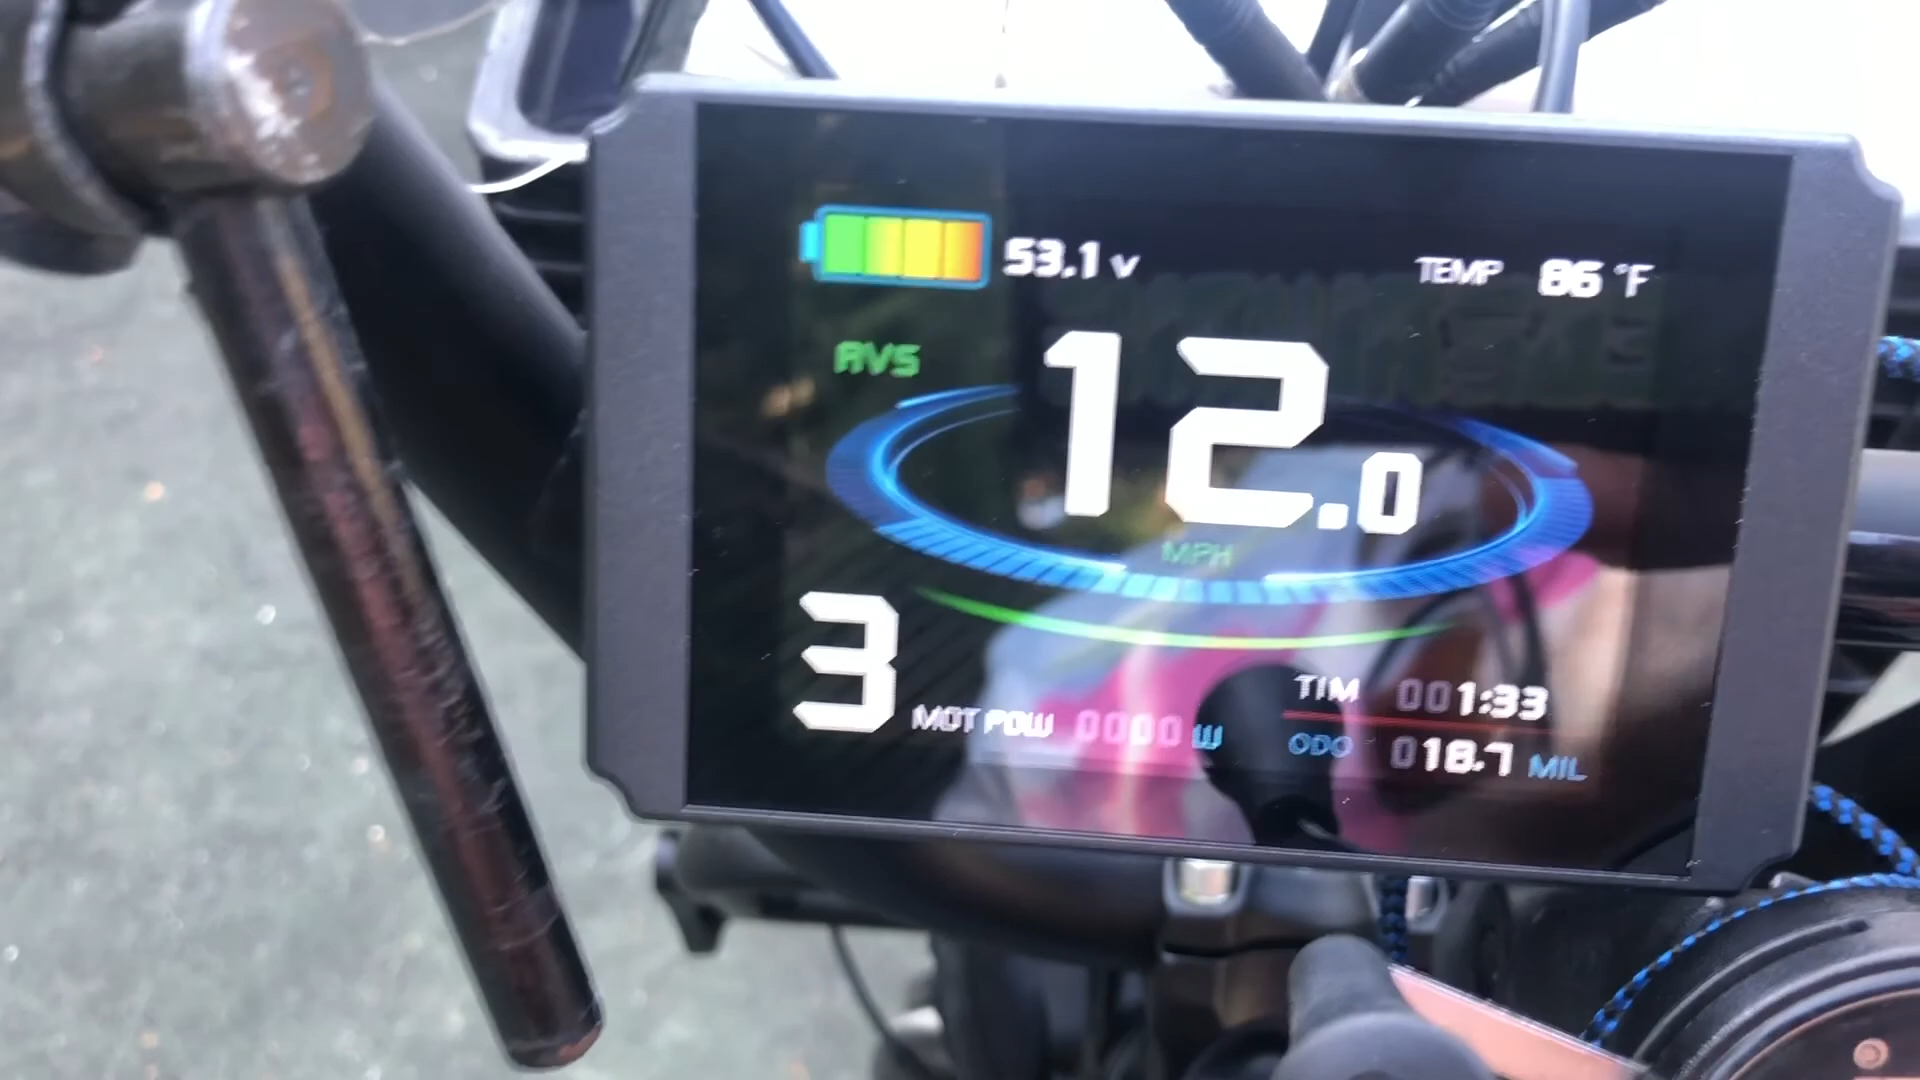 53.1 V
TEMP 86 °F
AVS
12.0
MPH
3
MOT POW 0000 W
TIM 001:33
ODO 018.7 MIL